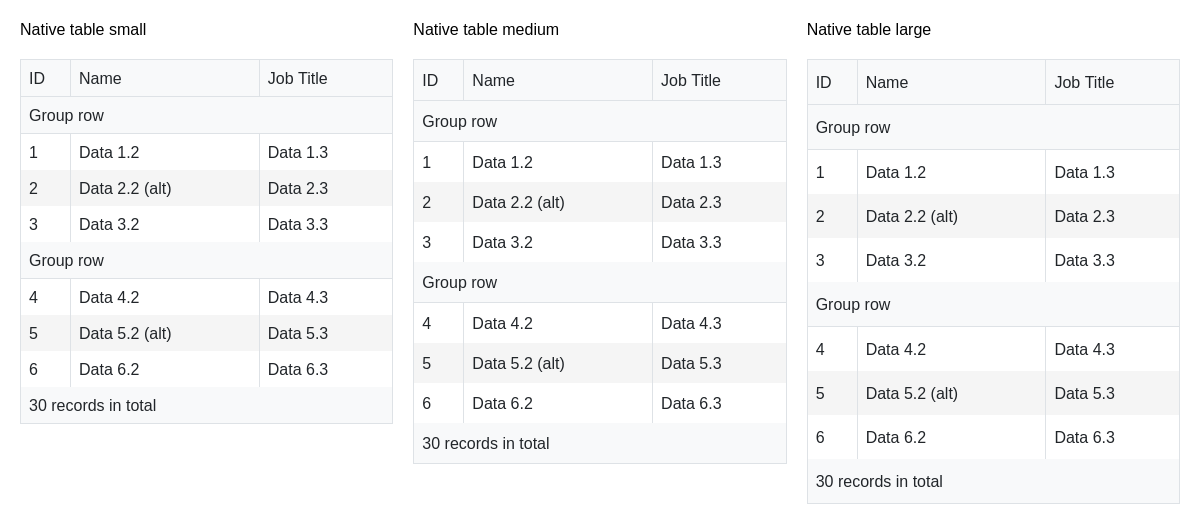 Native table small
ID Name Job Title
Group row
1 Data 1.2 Data 1.3
2 Data 2.2 (alt) Data 2.3
3 Data 3.2 Data 3.3
Group row
4 Data 4.2 Data 4.3
5 Data 5.2 (alt) Data 5.3
6 Data 6.2 Data 6.3
30 records in total
Native table medium
ID Name Job Title
Group row
1 Data 1.2 Data 1.3
2 Data 2.2 (alt) Data 2.3
3 Data 3.2 Data 3.3
Group row
4 Data 4.2 Data 4.3
5 Data 5.2 (alt) Data 5.3
6 Data 6.2 Data 6.3
30 records in total
Native table large
ID Name Job Title
Group row
1 Data 1.2 Data 1.3
2 Data 2.2 (alt) Data 2.3
3 Data 3.2 Data 3.3
Group row
4 Data 4.2 Data 4.3
5 Data 5.2 (alt) Data 5.3
6 Data 6.2 Data 6.3
30 records in total